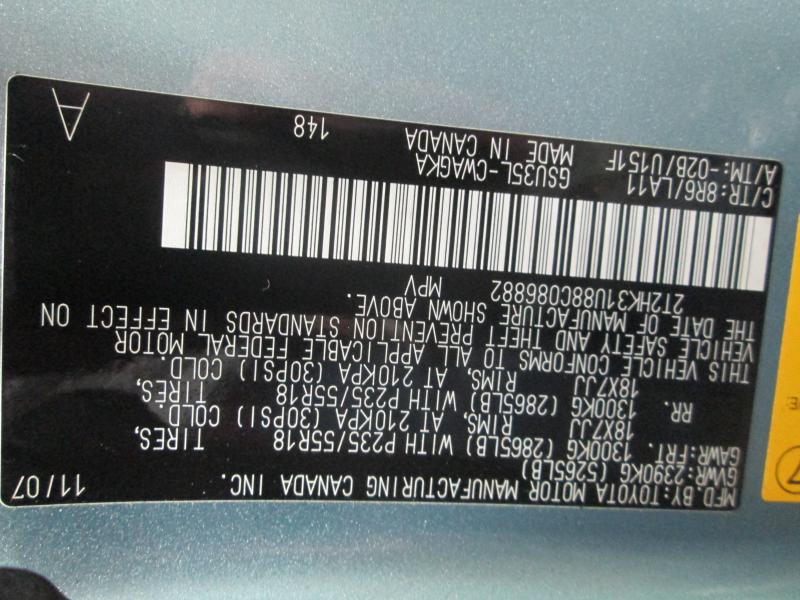 MFD BY: TOYOTA MOTOR MANUFACTURING CANADA INC. 11/07
GVWR:2390KG (5265LB)
GAWR:FRT. 1300KG (2865LB) WITH P235/55R18 TIRES,
18X7JJ RIMS, AT 210KPA (30PSI) COLD.
RR. 1300KG (2865LB) WITH P235/55R18 TIRES,
18X7JJ RIMS, AT 210KPA (30PSI) COLD.
THIS VEHICLE CONFORMS TO ALL APPLICABLE FEDERAL MOTOR
VEHICLE SAFETY AND THEFT PREVENTION STANDARDS IN EFFECT ON
THE DATE OF MANUFACTURE SHOWN ABOVE.
2T2HK31U88C086882 MPV
C/TR:8R6/LA11 GSU35L-CWAGKA
A/TM:-02B/U151F MADE IN CANADA 148 A
7